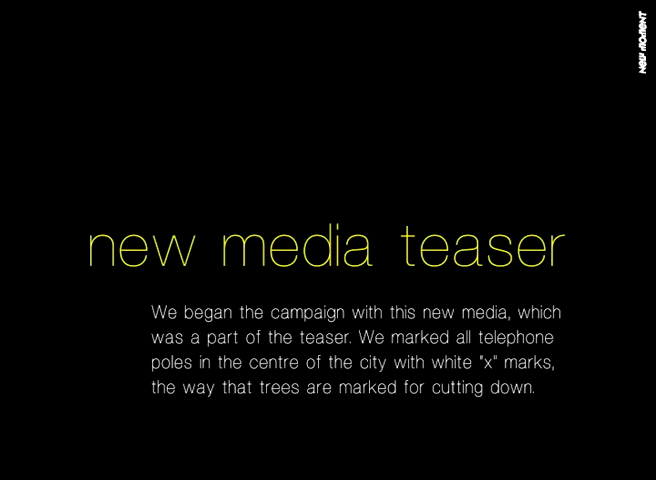 new moment
new media teaser
We began the campaign with this new media, which
was a part of the teaser. We marked all telephone
poles in the centre of the city with white "x" marks,
the way that trees are marked for cutting down.